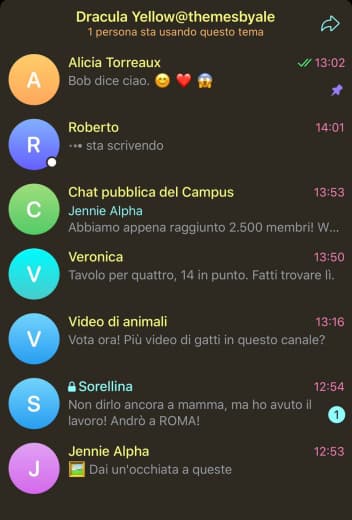 Dracula Yellow@themesbyale
1 persona sta usando questo tema
A
Alicia Torreaux
13:02
Bob dice ciao. 😊 ❤️ 😱
R
Roberto
14:01
sta scrivendo
C
Chat pubblica del Campus
13:53
Jennie Alpha
Abbiamo appena raggiunto 2.500 membri! W...
V
Veronica
13:50
Tavolo per quattro, 14 in punto. Fatti trovare lì.
V
Video di animali
13:16
Vota ora! Più video di gatti in questo canale?
S
Sorellina
12:54
Non dirlo ancora a mamma, ma ho avuto il
lavoro! Andrò a ROMA!
1
J
Jennie Alpha
12:53
🖼️ Dai un'occhiata a queste